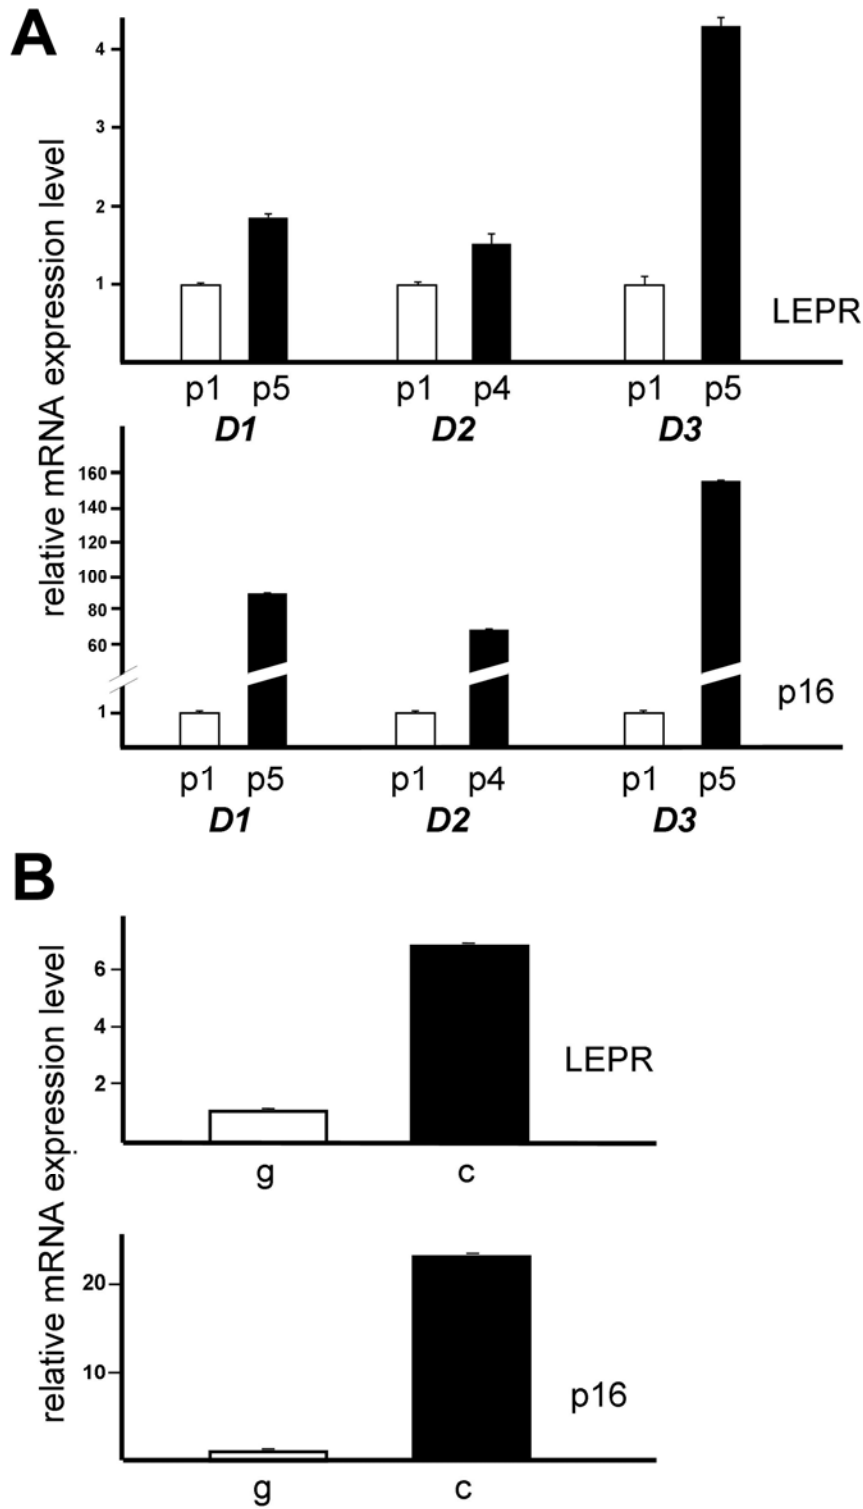 A
relative mRNA expression level
4
3
2
1
LEPR
p1 p5 p1 p4 p1 p5
D1 D2 D3
160
140
120
100
80
60
1
p16
p1 p5 p1 p4 p1 p5
D1 D2 D3
B
relative mRNA expression level
6
4
2
LEPR
g c
20
10
p16
g c